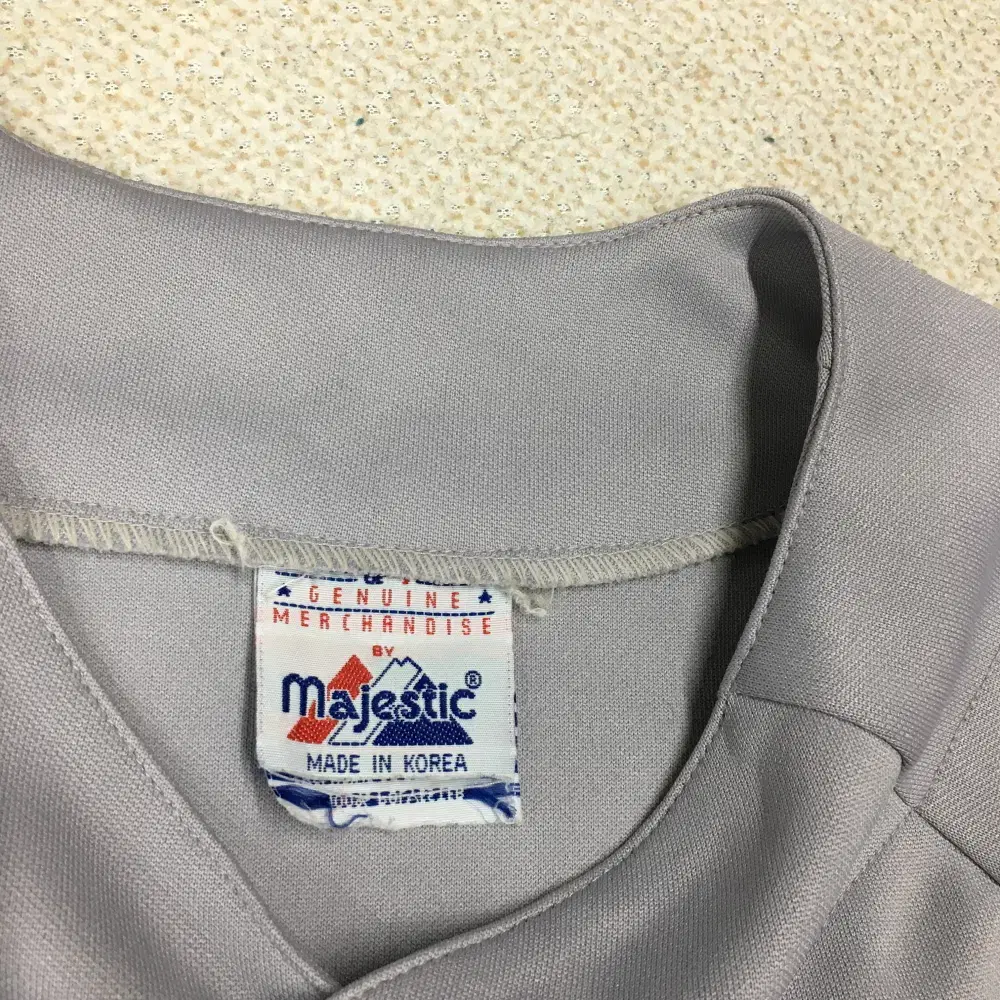 GENUINE
MERCHANDISE
BY
Majestic®
MADE IN KOREA